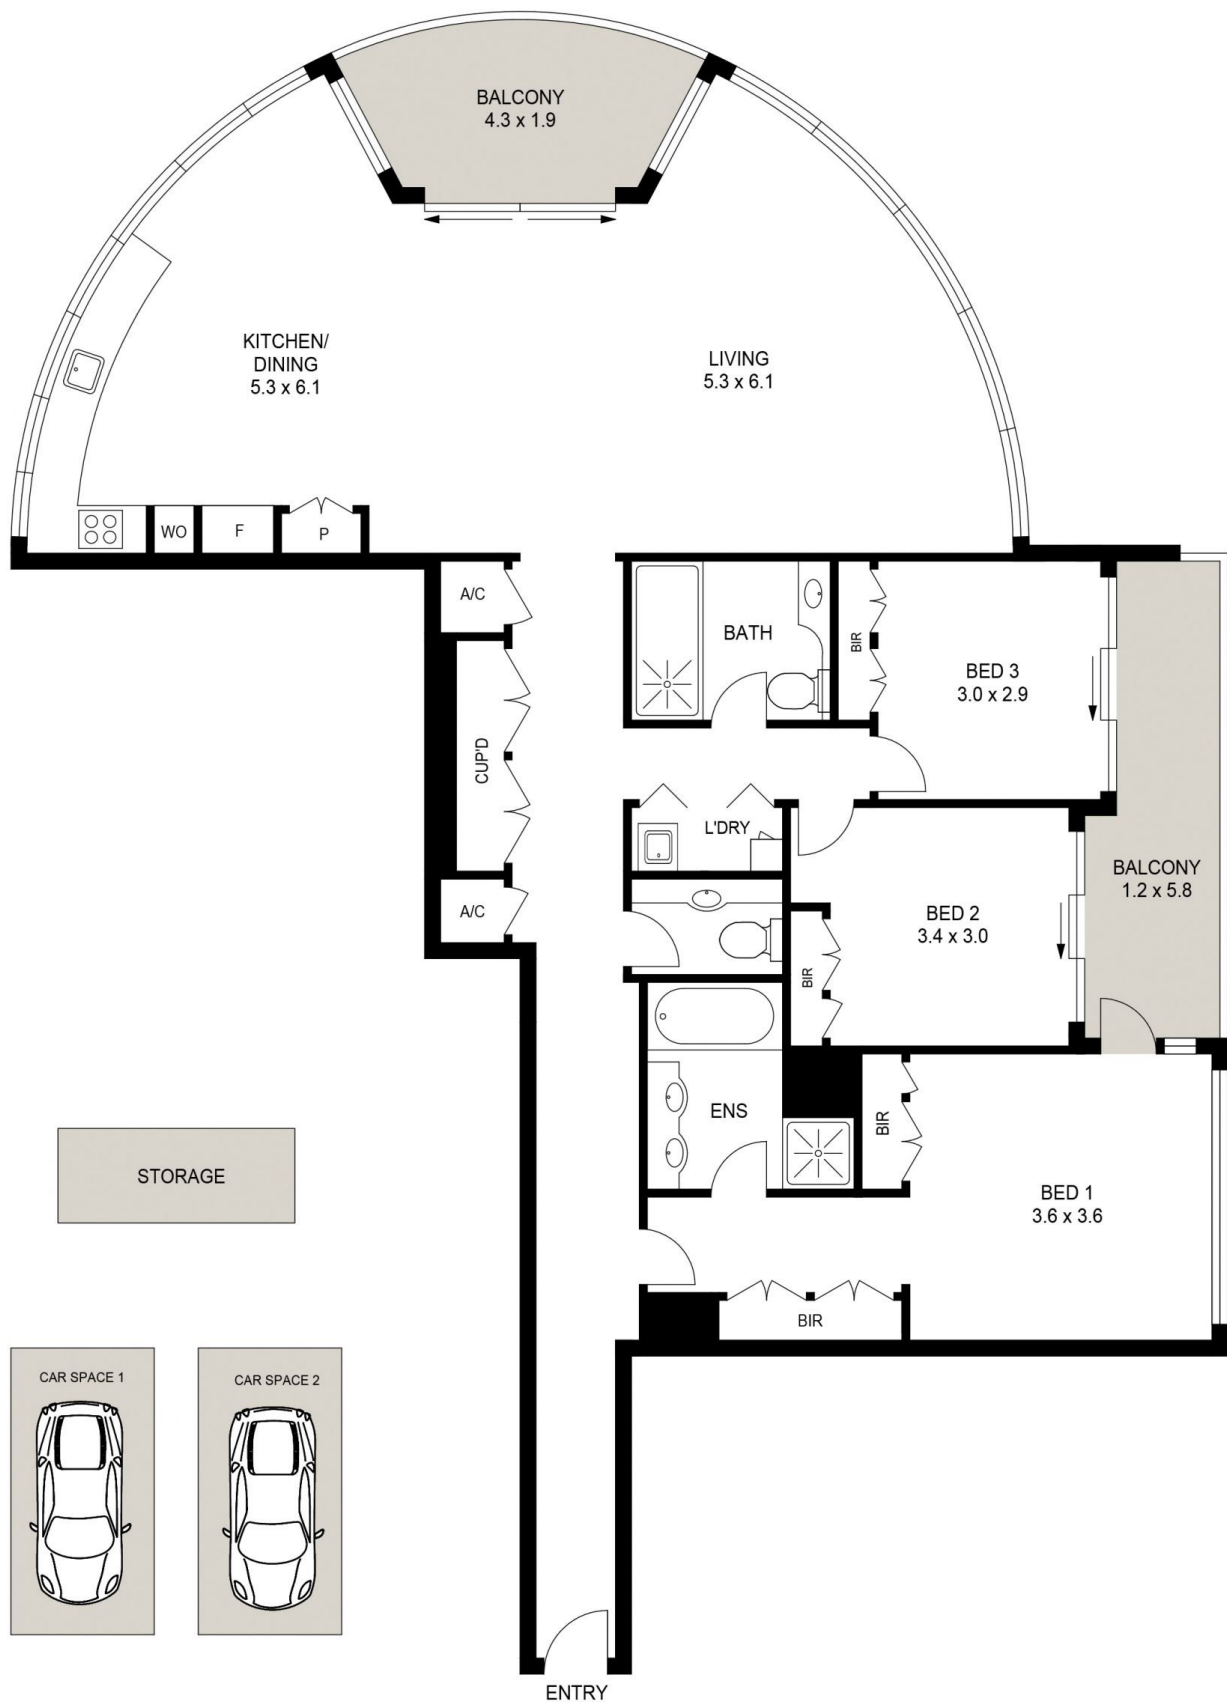 BALCONY
4.3 x 1.9
KITCHEN/
DINING
5.3 x 6.1
LIVING
5.3 x 6.1
WO
F
P
A/C
BATH
BIR
BED 3
3.0 x 2.9
CUP'D
L'DRY
BALCONY
1.2 x 5.8
A/C
BED 2
3.4 x 3.0
BIR
ENS
BIR
STORAGE
BED 1
3.6 x 3.6
BIR
CAR SPACE 1
CAR SPACE 2
ENTRY